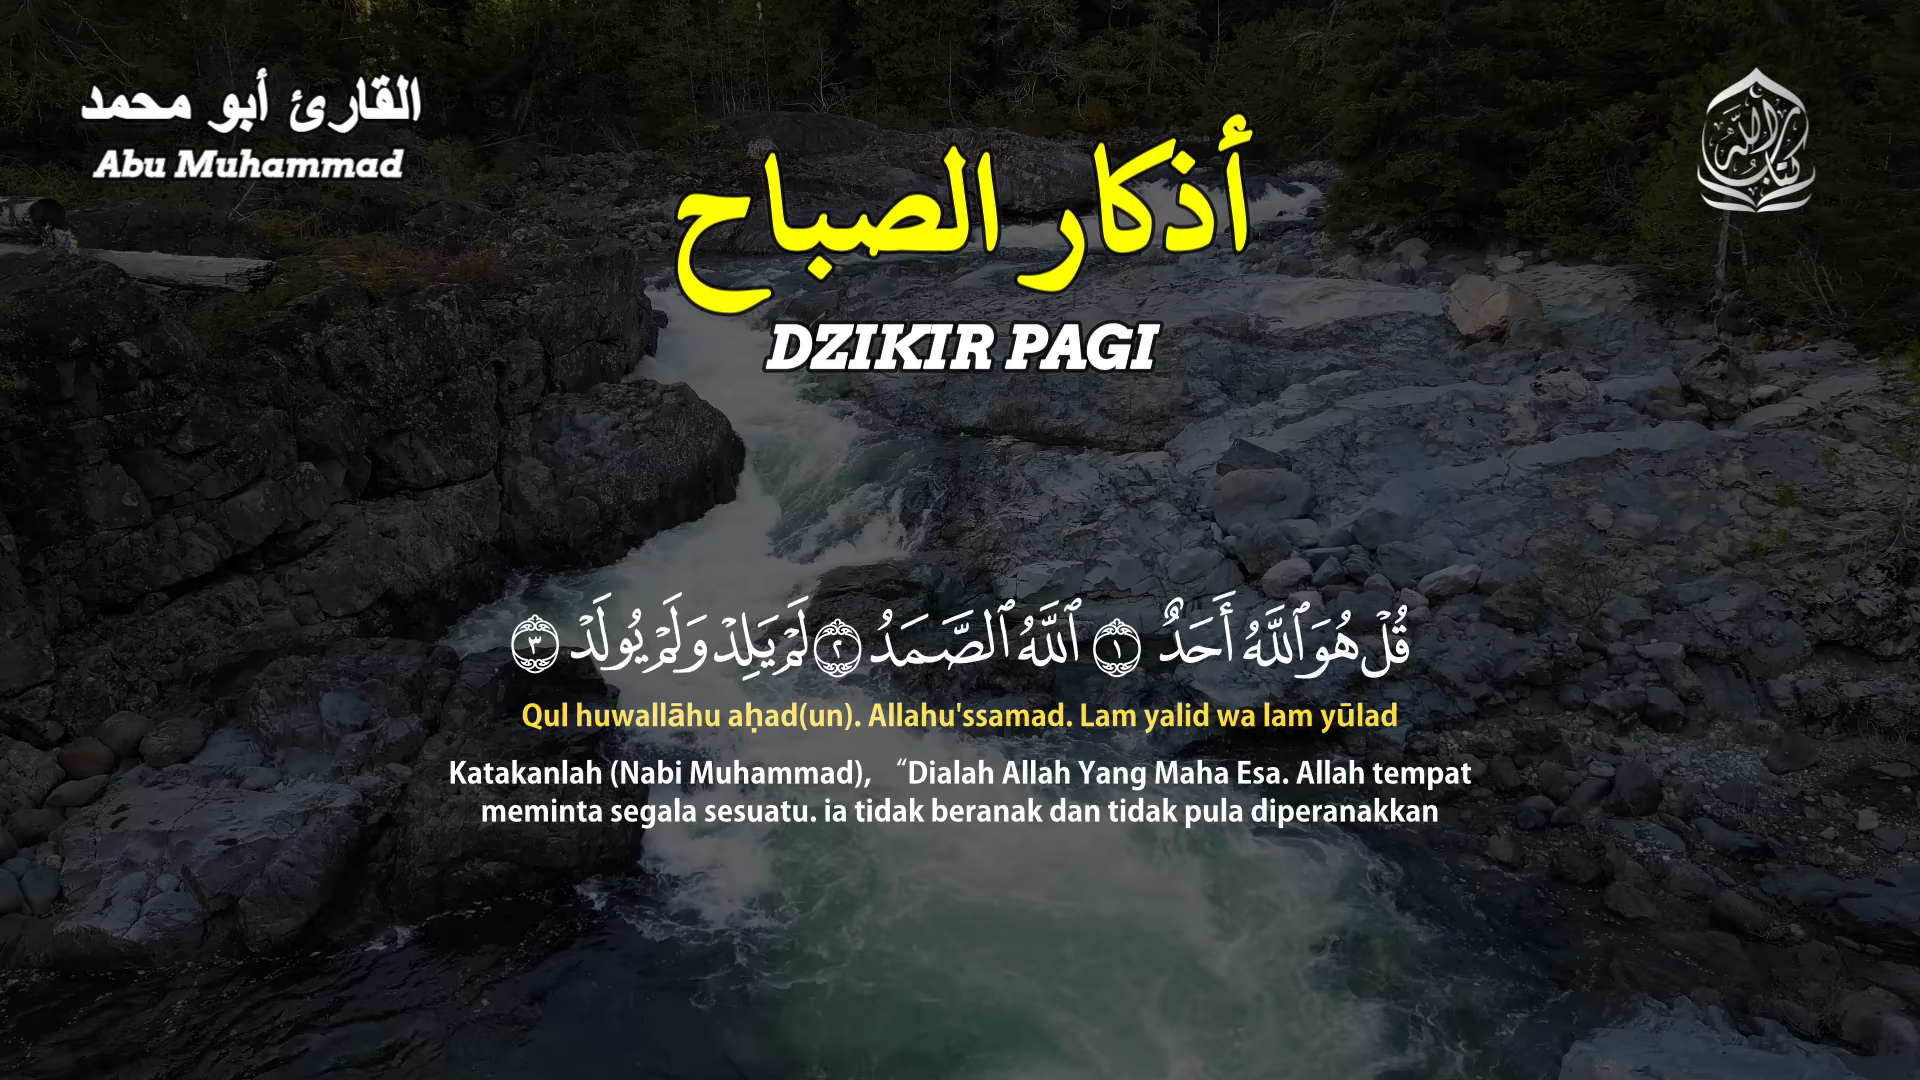 القارئ أبو محمد
Abu Muhammad
كتاب الله
أذكار الصباح
DZIKIR PAGI
قُلْ هُوَ ٱللَّهُ أَحَدٌ ١ ٱللَّهُ ٱلصَّمَدُ ٢ لَمْ يَلِدْ وَلَمْ يُولَدْ ٣
Qul huwallāhu aḥad(un). Allahu'ssamad. Lam yalid wa lam yūlad
Katakanlah (Nabi Muhammad), “Dialah Allah Yang Maha Esa. Allah tempat
meminta segala sesuatu. ia tidak beranak dan tidak pula diperanakkan